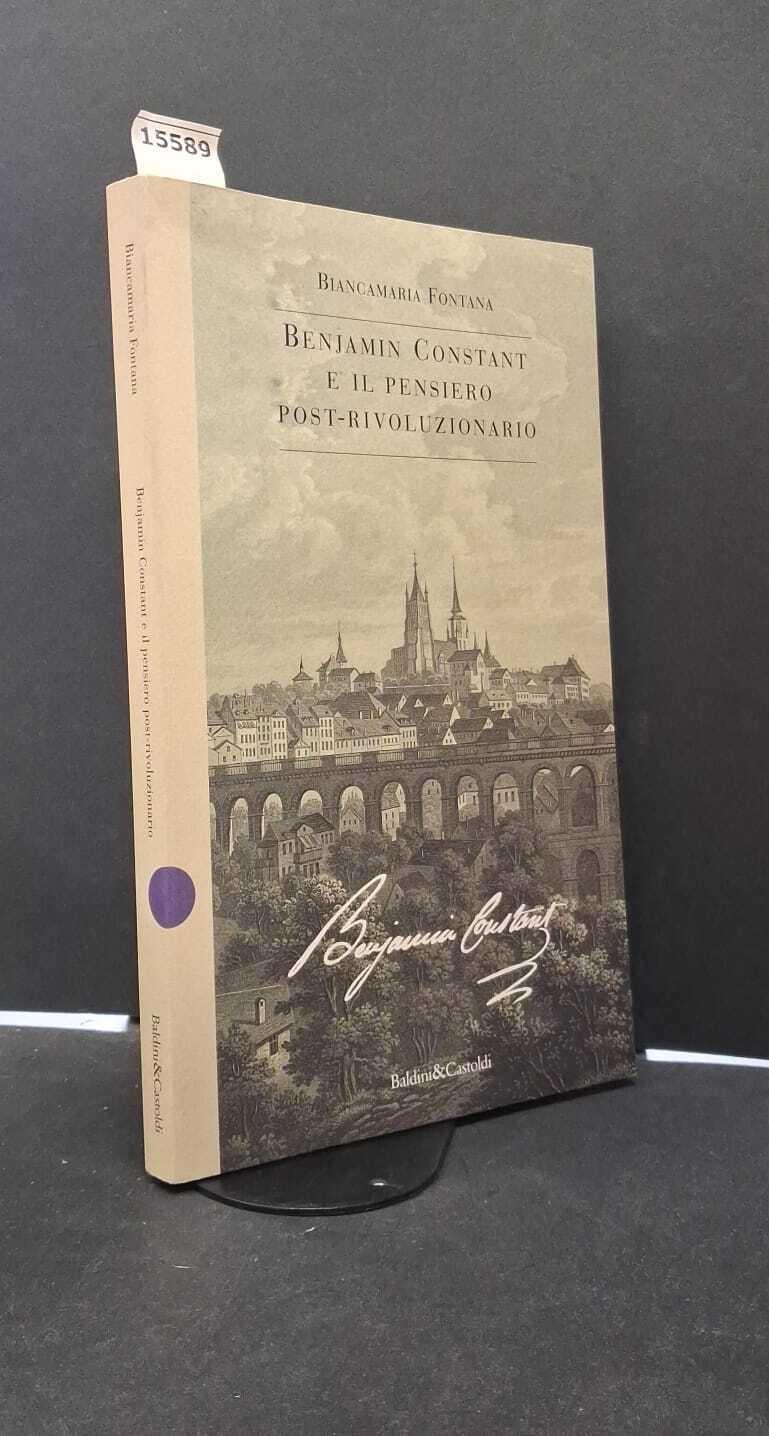 15589
Biancamaria Fontana
Benjamin Constant e il pensiero post-rivoluzionario
Baldini&Castoldi
BIANCAMARIA FONTANA
BENJAMIN CONSTANT
E IL PENSIERO
POST-RIVOLUZIONARIO
Benjamin Constant
Baldini&Castoldi